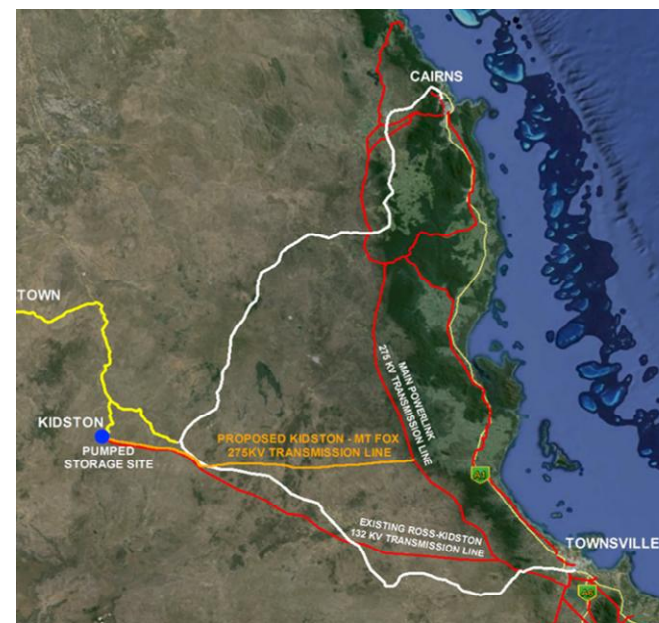 CAIRNS
TOWN
MAIN POWERLINK
275 KV TRANSMISSION LINE
KIDSTON
PUMPED
STORAGE SITE
PROPOSED KIDSTON - MT FOX
275KV TRANSMISSION LINE
A1
EXISTING ROSS-KIDSTON
132 KV TRANSMISSION LINE
TOWNSVILLE